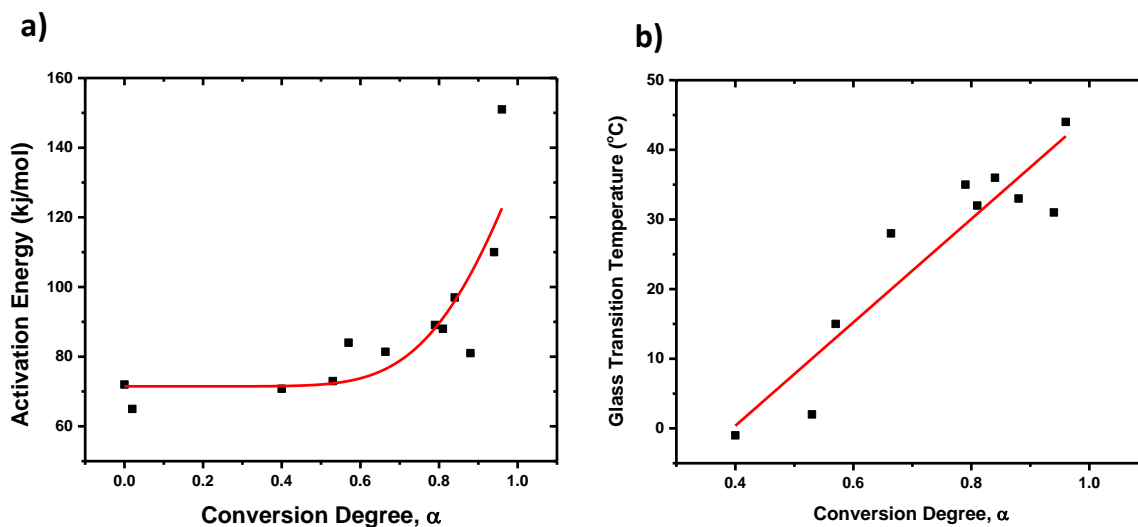 a)
Activation Energy (kj/mol)
160
140
120
100
80
60
0.0 0.2 0.4 0.6 0.8 1.0
Conversion Degree, α
b)
Glass Transition Temperature (°C)
50
40
30
20
10
0
0.4 0.6 0.8 1.0
Conversion Degree, α